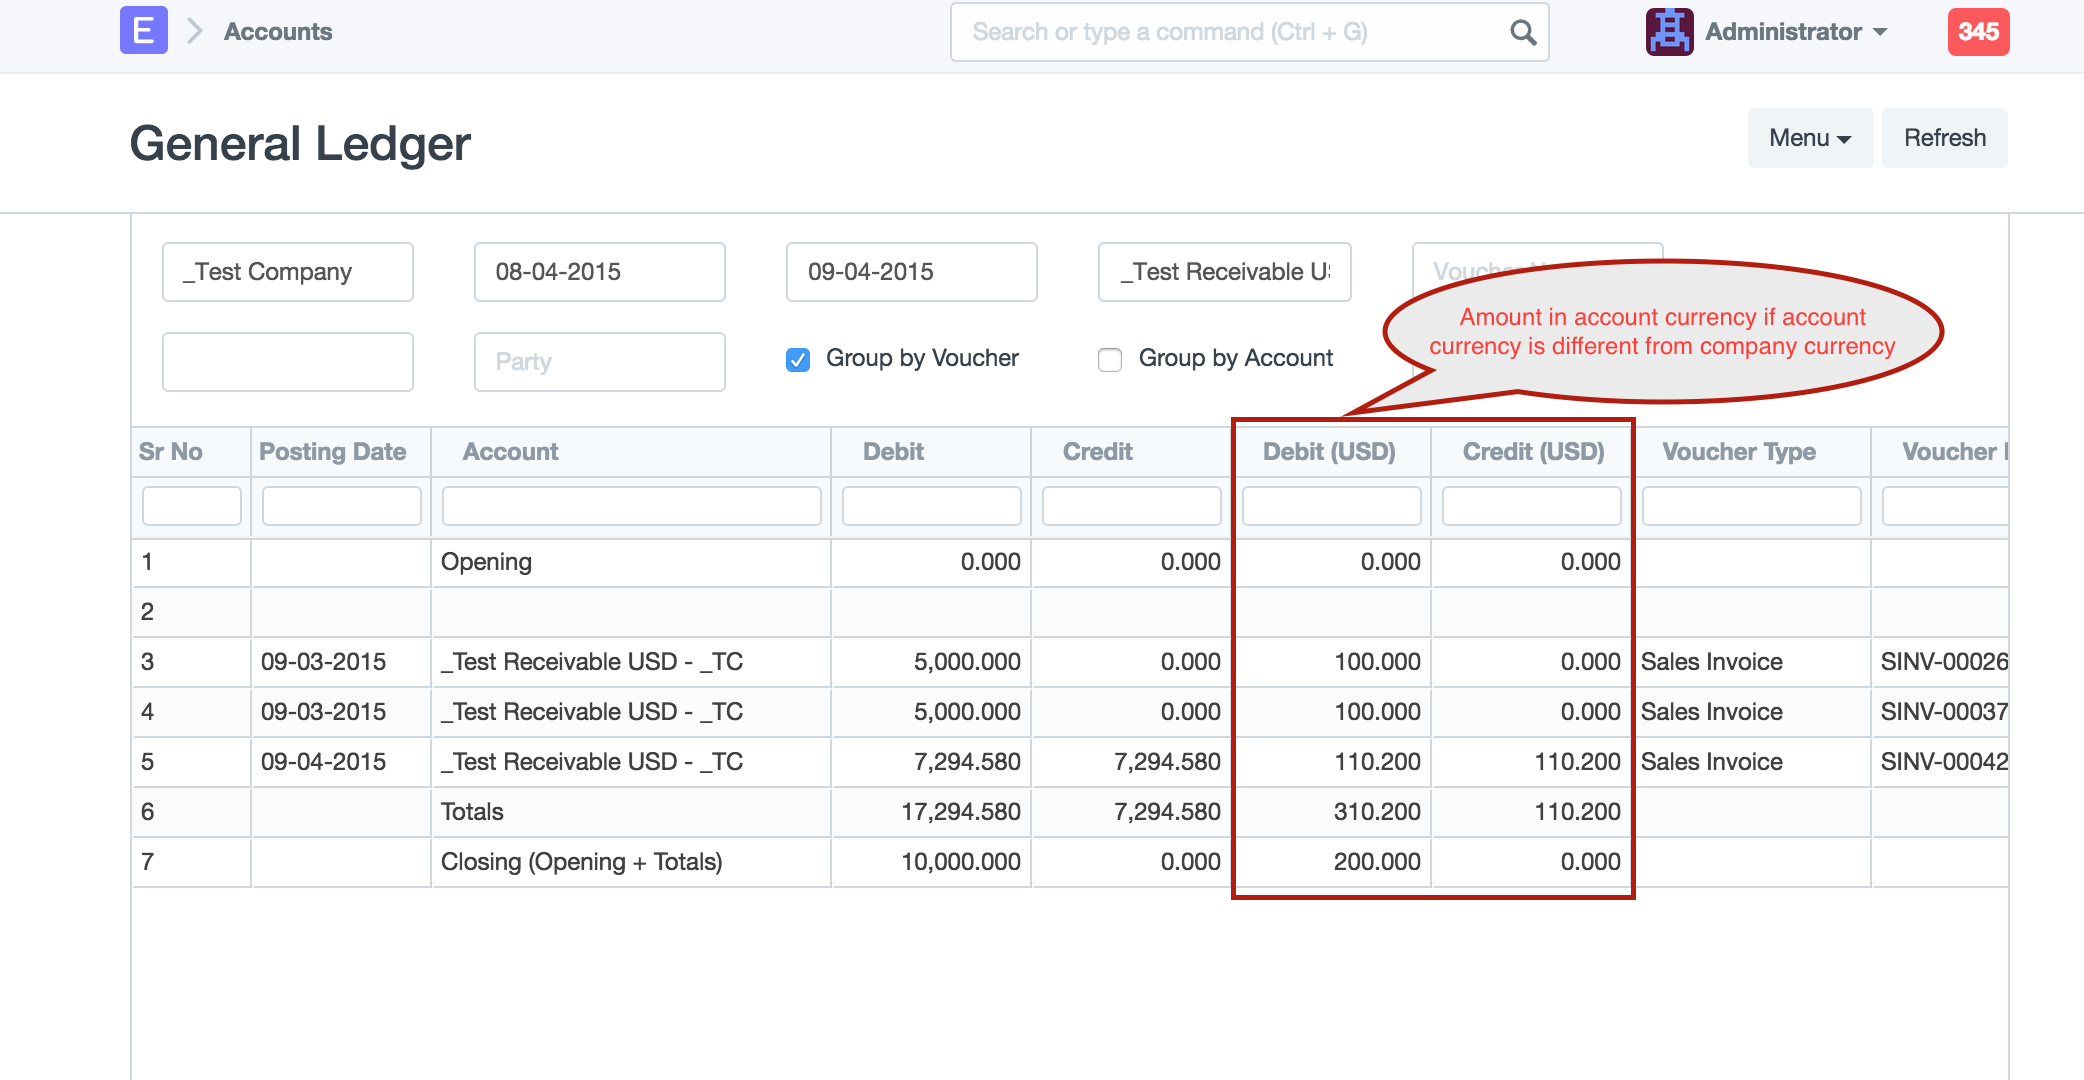 E Accounts Search or type a command (Ctrl + G) Administrator 345
General Ledger Menu Refresh
_Test Company 08-04-2015 09-04-2015 _Test Receivable Voucher
Amount in account currency if account
currency is different from company currency
Party Group by Voucher Group by Account
Sr No Posting Date Account Debit Credit Debit (USD) Credit (USD) Voucher Type Voucher
1 Opening 0.000 0.000 0.000 0.000
2
3 09-03-2015 _Test Receivable USD - _TC 5,000.000 0.000 100.000 0.000 Sales Invoice SINV-00026
4 09-03-2015 _Test Receivable USD - _TC 5,000.000 0.000 100.000 0.000 Sales Invoice SINV-00037
5 09-04-2015 _Test Receivable USD - _TC 7,294.580 7,294.580 110.200 110.200 Sales Invoice SINV-00042
6 Totals 17,294.580 7,294.580 310.200 110.200
7 Closing (Opening + Totals) 10,000.000 0.000 200.000 0.000